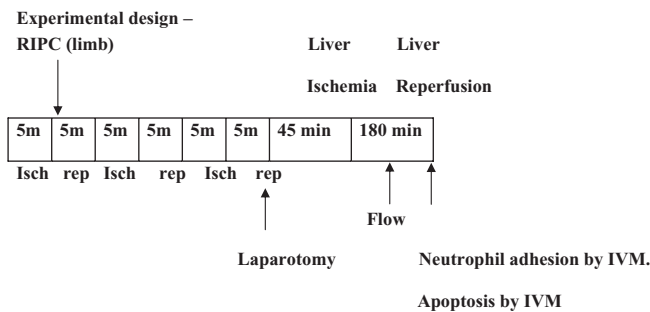 Experimental design –
RIPC (limb)
Liver Liver
Ischemia Reperfusion
5m 5m 5m 5m 5m 5m 45 min 180 min
Isch rep Isch rep Isch rep
Flow
Laparotomy Neutrophil adhesion by IVM.
Apoptosis by IVM